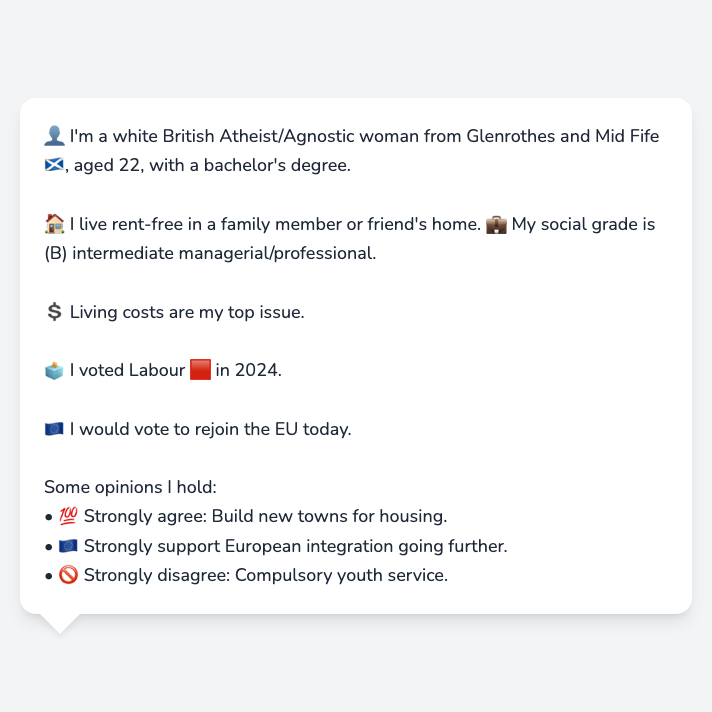 👤 I'm a white British Atheist/Agnostic woman from Glenrothes and Mid Fife
🏴󠁧󠁢󠁳󠁣󠁴󠁿, aged 22, with a bachelor's degree.
🏠 I live rent-free in a family member or friend's home. 💼 My social grade is
(B) intermediate managerial/professional.
💲 Living costs are my top issue.
🗳️ I voted Labour 🟥 in 2024.
🇪🇺 I would vote to rejoin the EU today.
Some opinions I hold:
• 💯 Strongly agree: Build new towns for housing.
• 🇪🇺 Strongly support European integration going further.
• 🚫 Strongly disagree: Compulsory youth service.